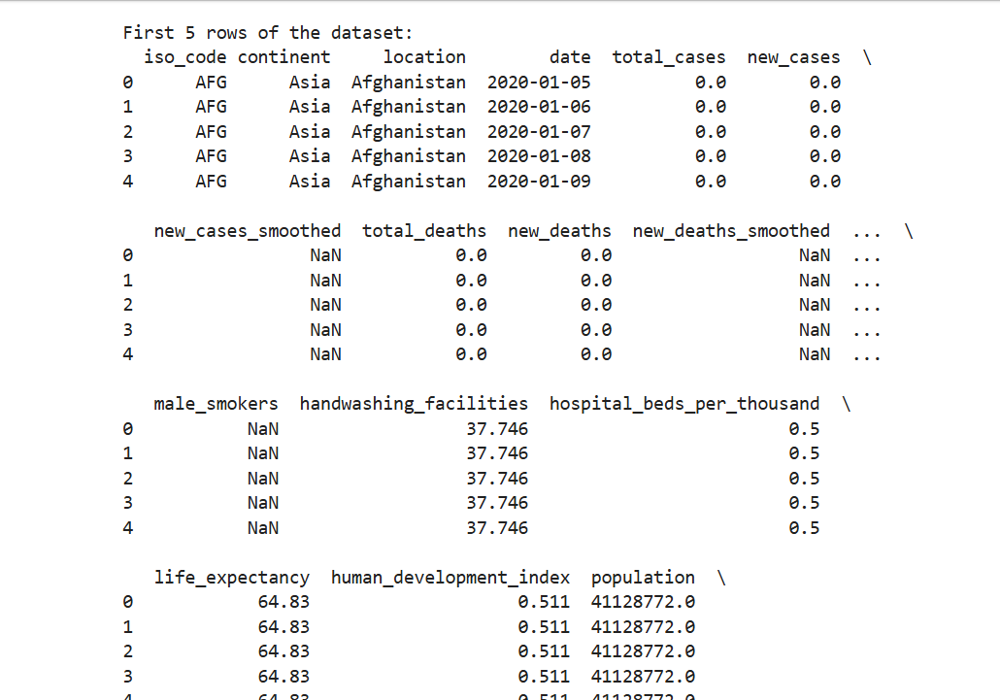 First 5 rows of the dataset:
iso_code continent location date total_cases new_cases \
0 AFG Asia Afghanistan 2020-01-05 0.0 0.0
1 AFG Asia Afghanistan 2020-01-06 0.0 0.0
2 AFG Asia Afghanistan 2020-01-07 0.0 0.0
3 AFG Asia Afghanistan 2020-01-08 0.0 0.0
4 AFG Asia Afghanistan 2020-01-09 0.0 0.0
new_cases_smoothed total_deaths new_deaths new_deaths_smoothed ... \
0 NaN 0.0 0.0 NaN ...
1 NaN 0.0 0.0 NaN ...
2 NaN 0.0 0.0 NaN ...
3 NaN 0.0 0.0 NaN ...
4 NaN 0.0 0.0 NaN ...
male_smokers handwashing_facilities hospital_beds_per_thousand \
0 NaN 37.746 0.5
1 NaN 37.746 0.5
2 NaN 37.746 0.5
3 NaN 37.746 0.5
4 NaN 37.746 0.5
life_expectancy human_development_index population \
0 64.83 0.511 41128772.0
1 64.83 0.511 41128772.0
2 64.83 0.511 41128772.0
3 64.83 0.511 41128772.0
4 64.83 0.511 41128772.0